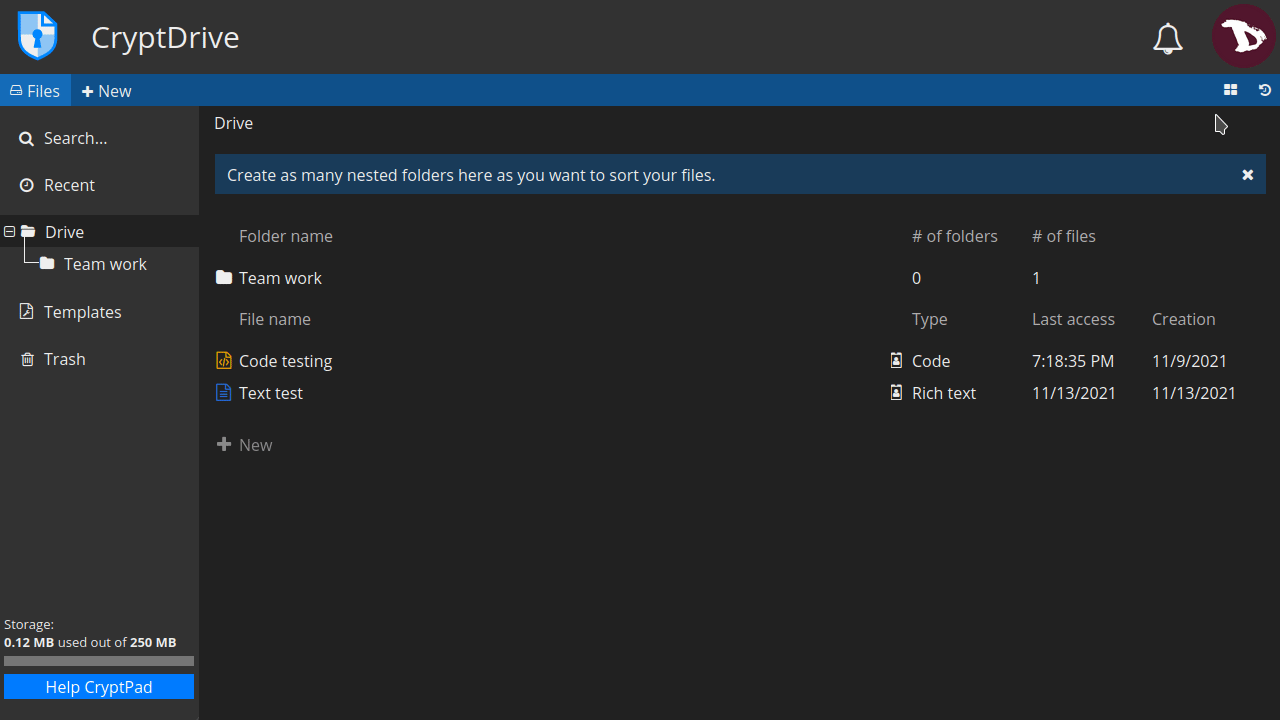 CryptDrive
Files
New
Search...
Recent
Drive
Team work
Templates
Trash
Storage:
0.12 MB used out of 250 MB
Help CryptPad
Drive
Create as many nested folders here as you want to sort your files.
Folder name # of folders # of files
Team work 0 1
File name Type Last access Creation
Code testing Code 7:18:35 PM 11/9/2021
Text test Rich text 11/13/2021 11/13/2021
New